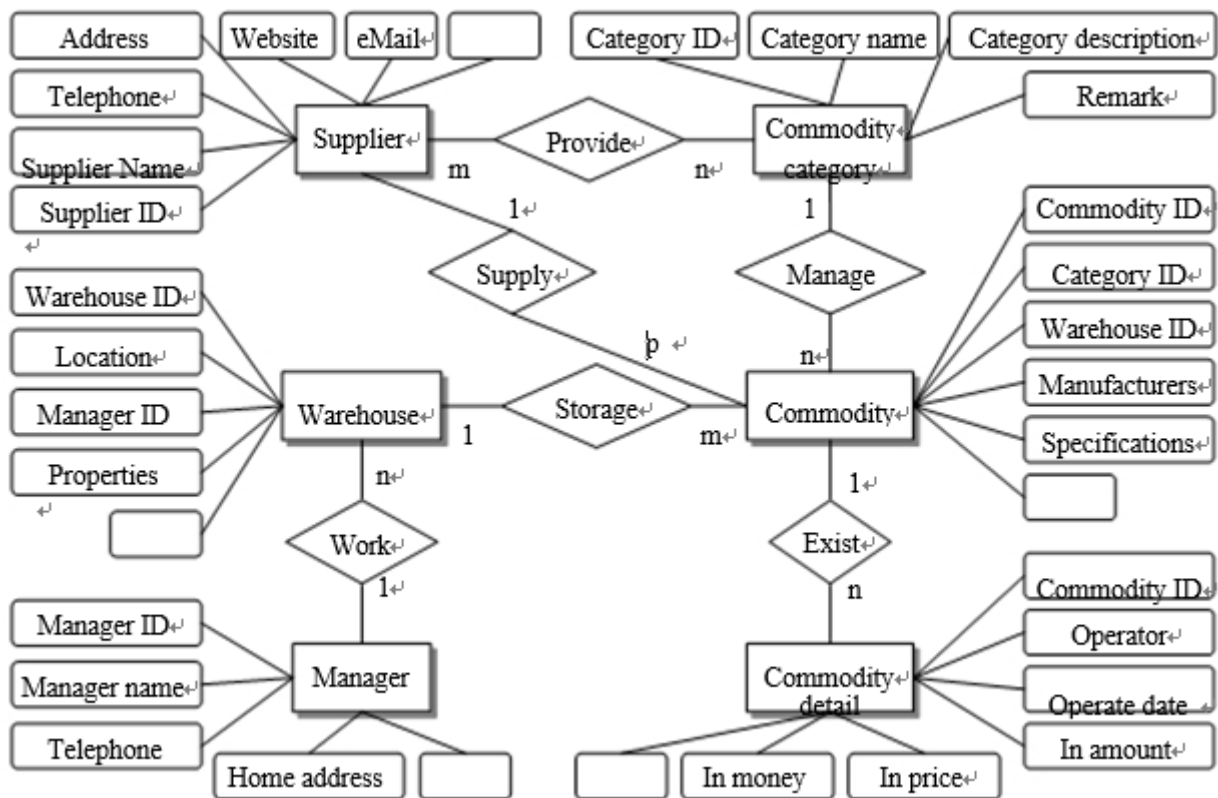 Address
Website
eMail
Category ID
Category name
Category description
Telephone
Remark
Supplier
Provide
Commodity
category
Supplier Name
m
n
Supplier ID
1
1
Commodity ID
Supply
Manage
Category ID
Warehouse ID
Warehouse ID
Location
p
n
Manufacturers
Manager ID
Warehouse
Storage
Commodity
1
m
Specifications
Properties
n
1
Work
Exist
1
n
Commodity ID
Manager ID
Operator
Manager name
Manager
Commodity
detail
Operate date
Telephone
In amount
Home address
In money
In price